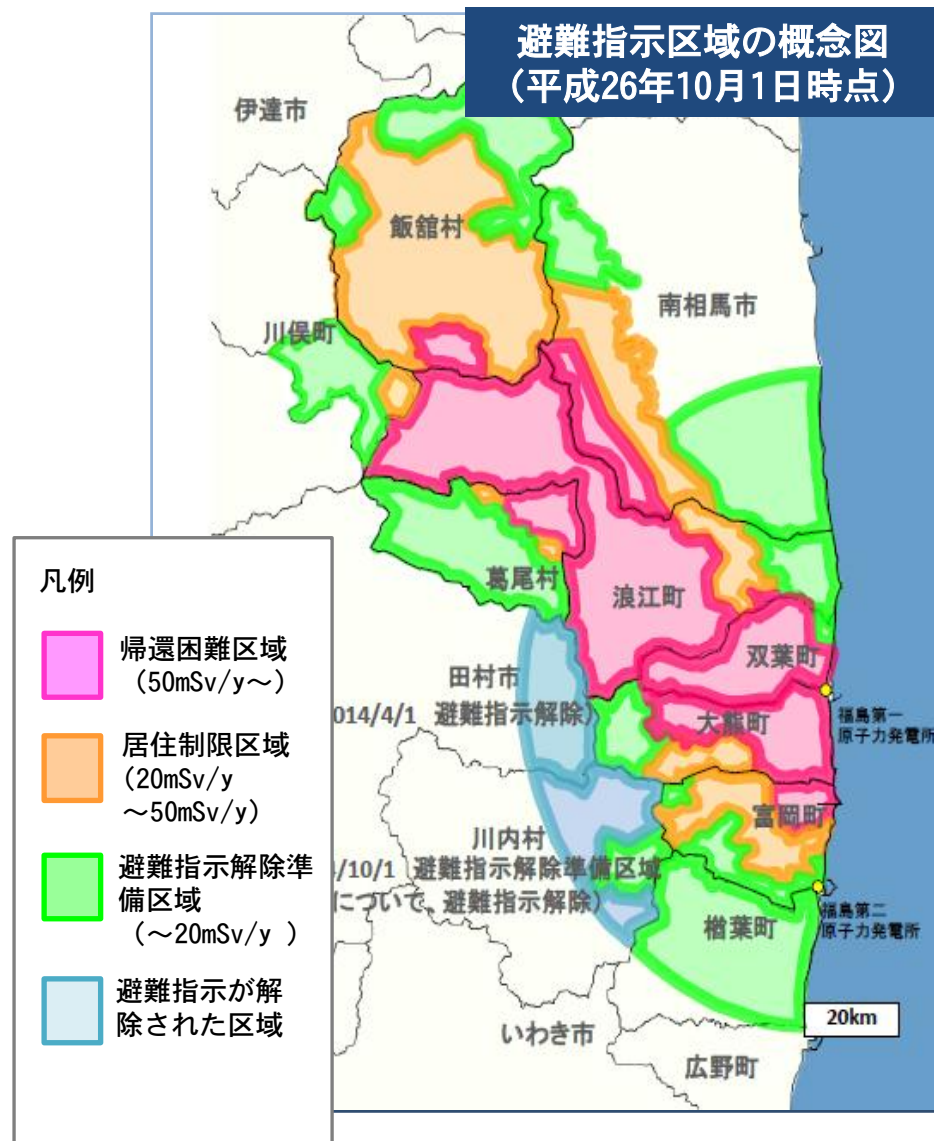 避難指示区域の概念図
(平成26年10月1日時点)
伊達市
飯舘村
南相馬市
川俣町
葛尾村
浪江町
双葉町
田村市
014/4/1 避難指示解除)
大熊町
福島第一
原子力発電所
富岡町
川内村
/10/1 避難指示解除準備区域
について、避難指示解除)
福島第二
原子力発電所
楢葉町
20km
いわき市
広野町
凡例
帰還困難区域
(50mSv/y~)
居住制限区域
(20mSv/y
~50mSv/y)
避難指示解除準
備区域
(~20mSv/y )
避難指示が解
除された区域